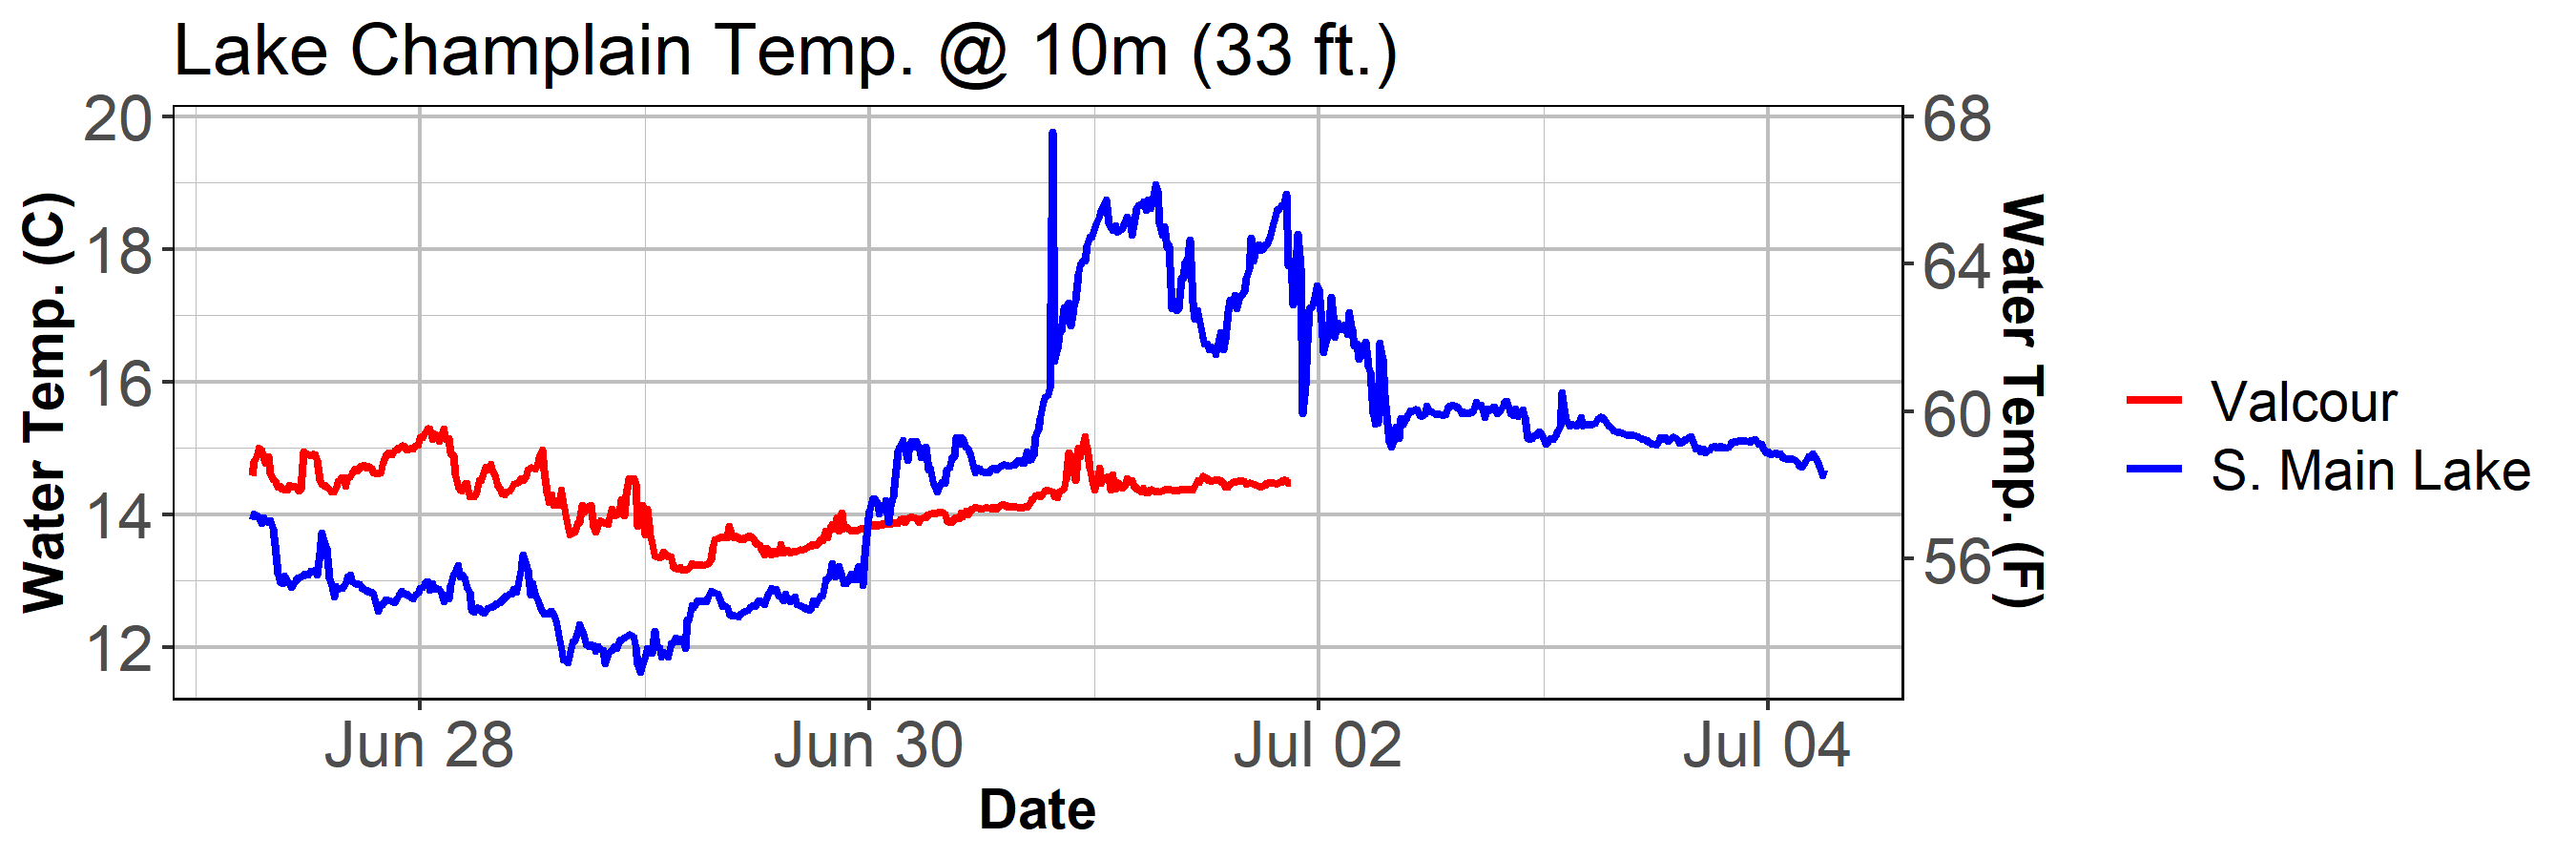 Lake Champlain Temp. @ 10m (33 ft.)
Water Temp. (C)
20
18
16
14
12
68
64
60
56
Water Temp. (F)
Jun 28
Jun 30
Jul 02
Jul 04
Date
Valcour
S. Main Lake